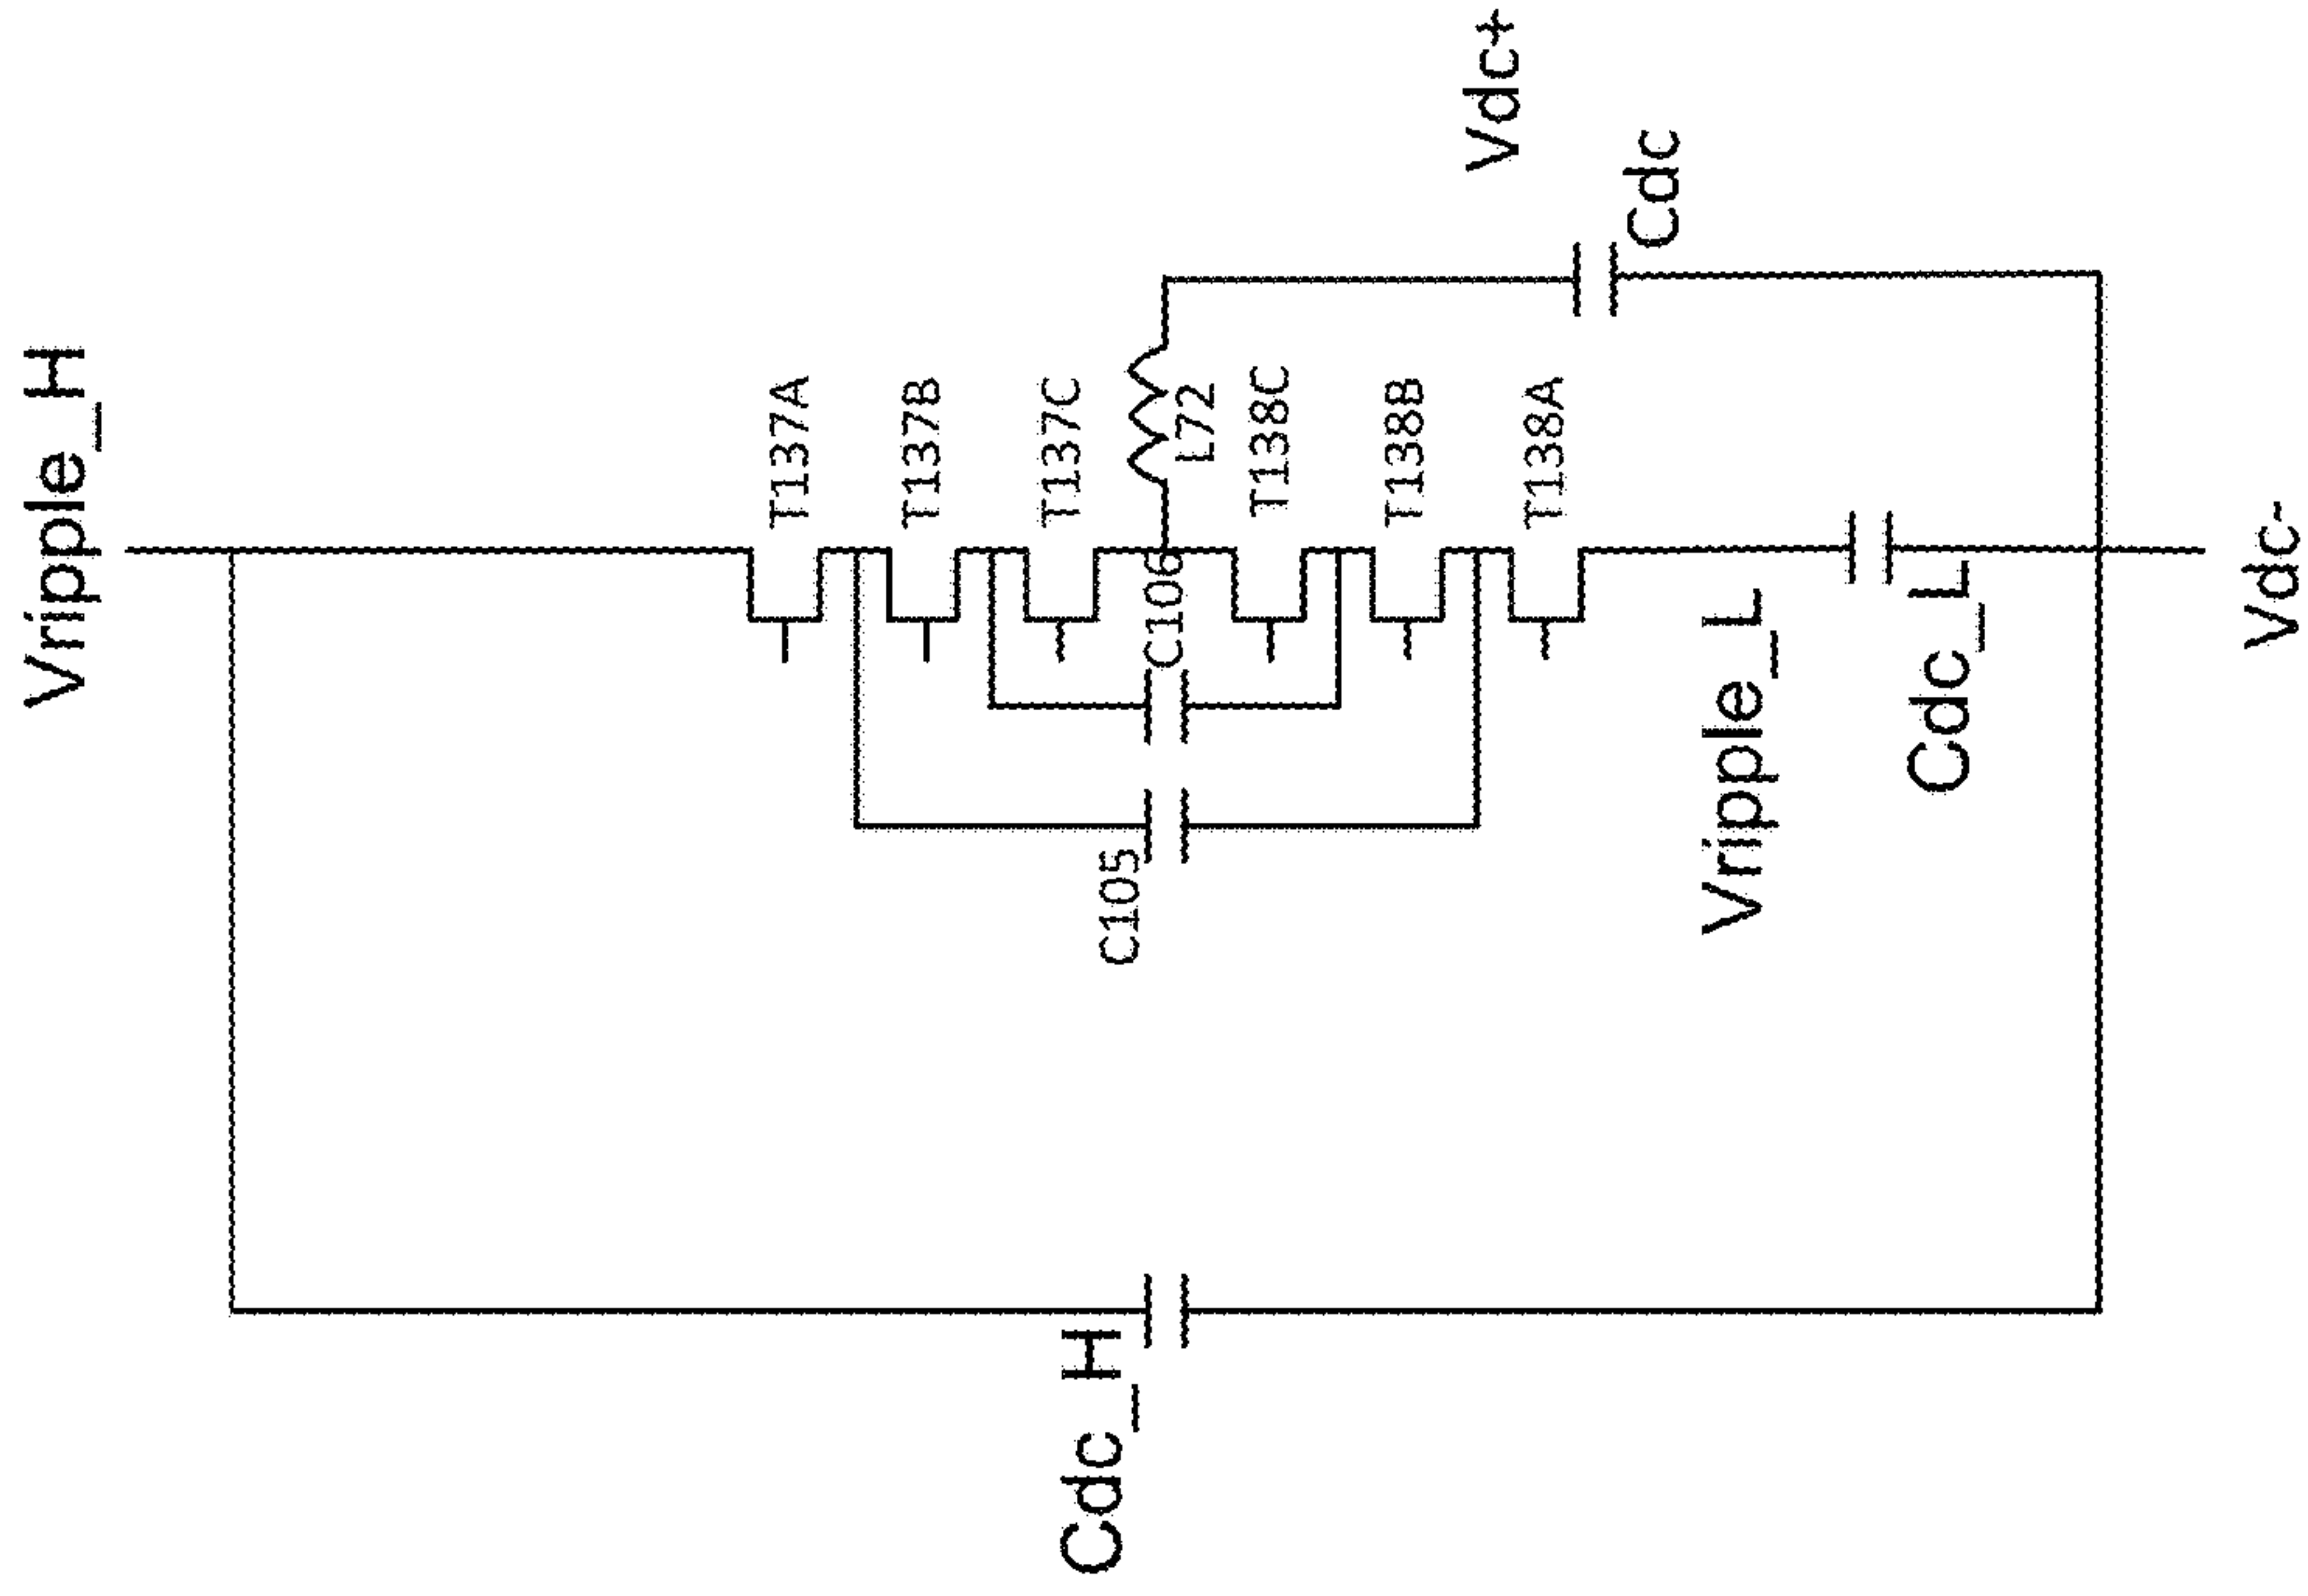 Vripple_H
Vdc+
Cdc
T137A
T137B
T137C
L72
T138C
T138B
T138A
C106
C105
Vripple_L
Cdc_L
Cdc_H
Vdc-